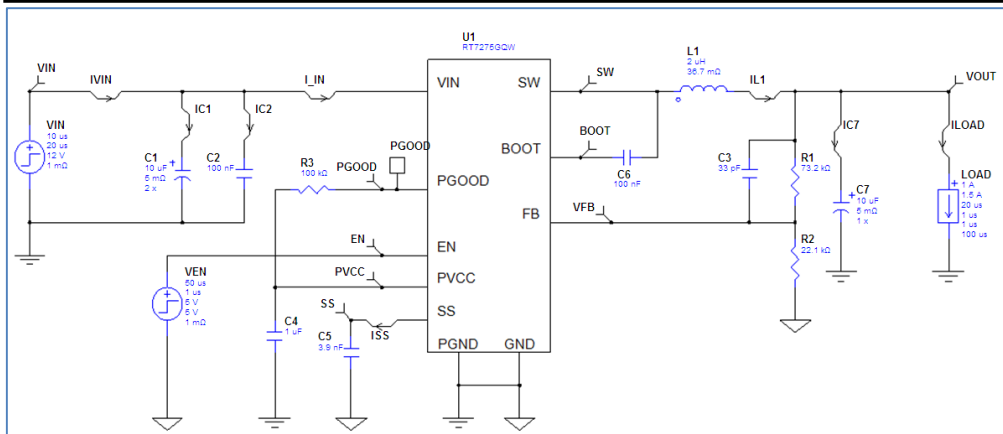 U1
RT7275GQW
VIN
IVIN
I_IN
VIN
SW
SW
L1
2 uH
36.7 mΩ
IL1
VOUT
IC1
IC2
IC7
ILOAD
VIN
10 us
20 us
12 V
1 mΩ
C1
10 uF
5 mΩ
2 x
C2
100 nF
R3
100 kΩ
PGOOD
PGOOD
PGOOD
BOOT
BOOT
C6
100 nF
C3
33 pF
R1
73.2 kΩ
C7
10 uF
5 mΩ
1 x
LOAD
1 A
1.5 A
20 us
1 us
1 us
100 us
FB
VFB
EN
EN
R2
22.1 kΩ
VEN
50 us
1 us
5 V
5 V
1 mΩ
PVCC
PVCC
SS
SS
ISS
C4
1 uF
C5
3.9 nF
PGND
GND